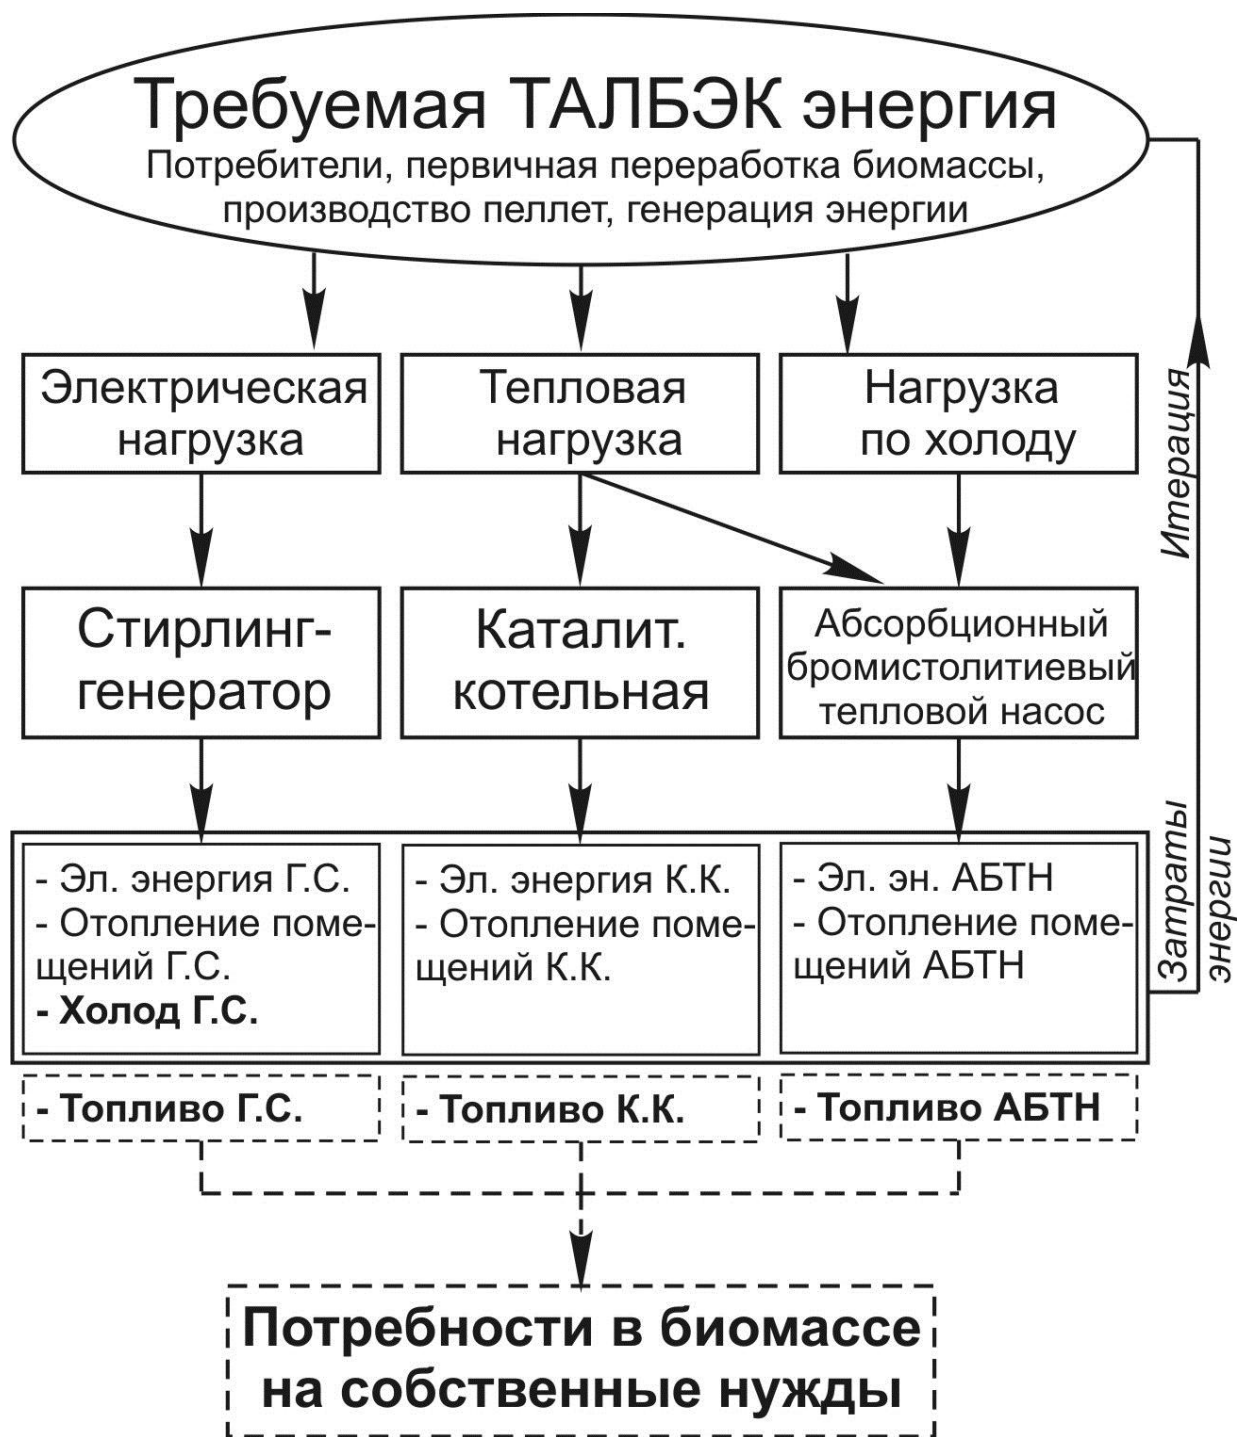 Требуемая ТАЛБЭК энергия
Потребители, первичная переработка биомассы,
производство пеллет, генерация энергии
Электрическая
нагрузка
Тепловая
нагрузка
Нагрузка
по холоду
Итерация
Стирлинг-
генератор
Каталит.
котельная
Абсорбционный
бромистолитиевый
тепловой насос
- Эл. энергия Г.С.
- Отопление поме-
щений Г.С.
- Холод Г.С.
- Эл. энергия К.К.
- Отопление поме-
щений К.К.
- Эл. эн. АБТН
- Отопление поме-
щений АБТН
Затраты
энергии
- Топливо Г.С.
- Топливо К.К.
- Топливо АБТН
Потребности в биомассе
на собственные нужды